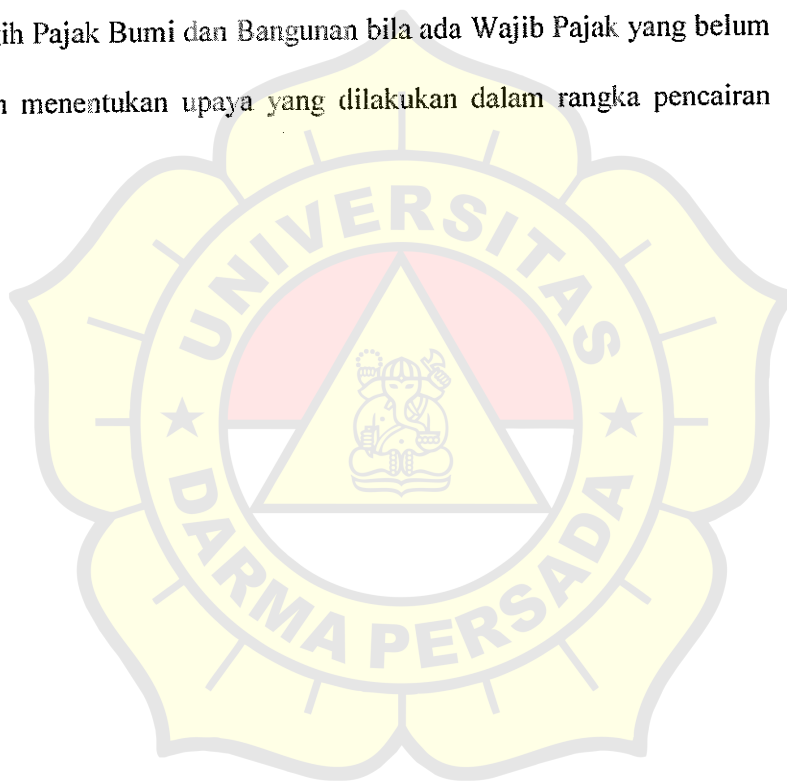 Pajak Bumi dan Bangunan bila ada Wajib Pajak yang belum
menentukan upaya yang dilakukan dalam rangka pencairan
UNIVERSITAS
DARMA PERSADA